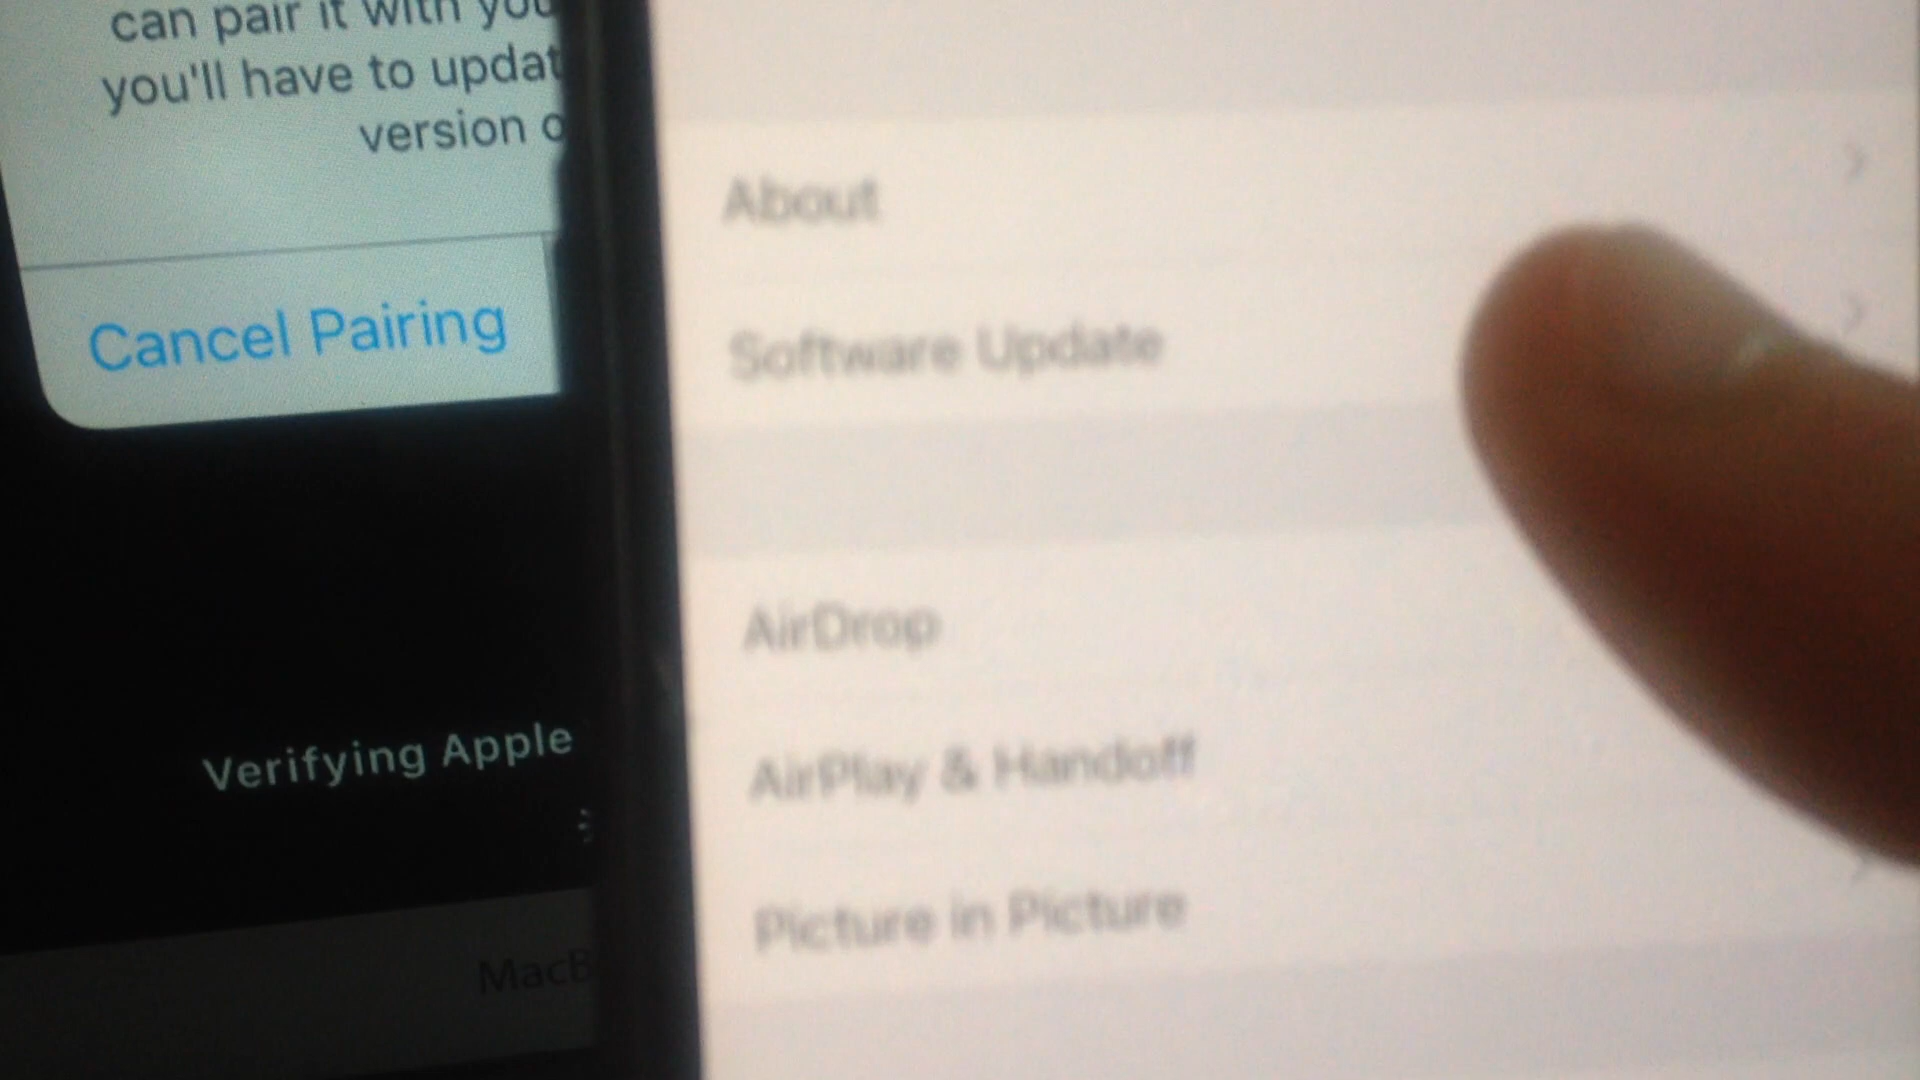 can pair it with you
you'll have to updat
version o
Cancel Pairing
Verifying Apple
MacB
About
Software Update
AirDrop
AirPlay & Handoff
Picture in Picture